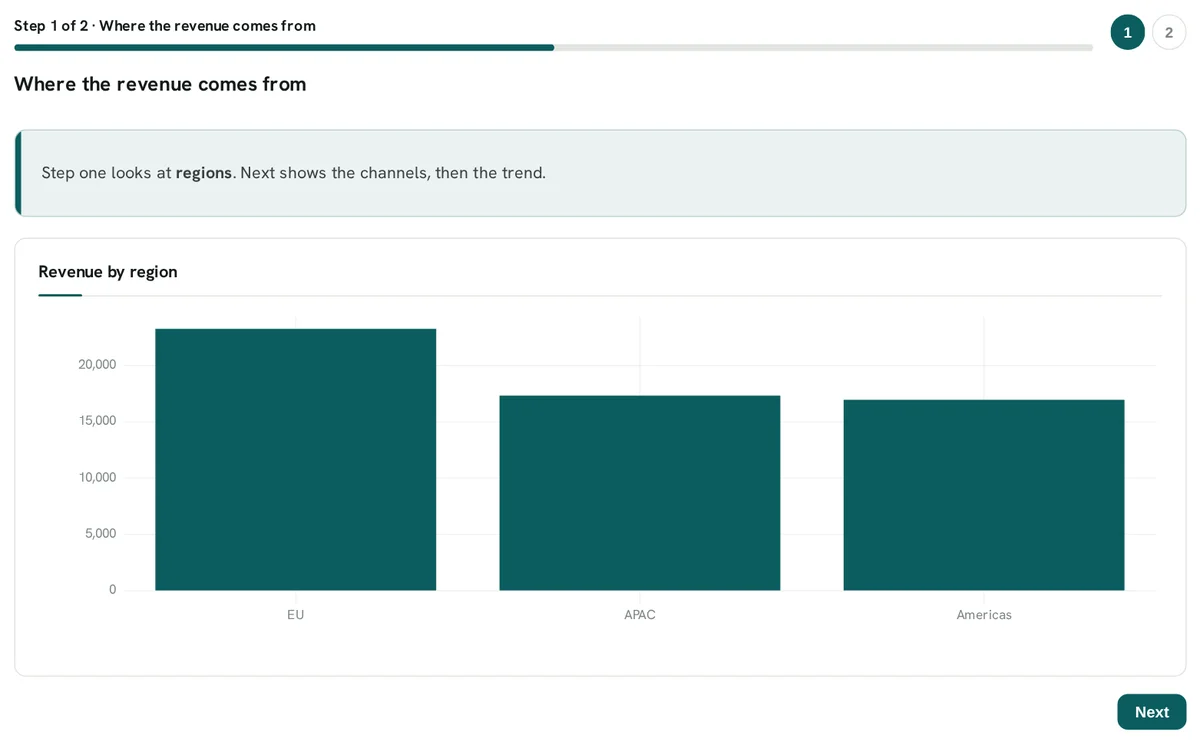 Step 1 of 2 · Where the revenue comes from
1
2
Where the revenue comes from
Step one looks at regions. Next shows the channels, then the trend.
Revenue by region
20,000
15,000
10,000
5,000
0
EU
APAC
Americas
Next